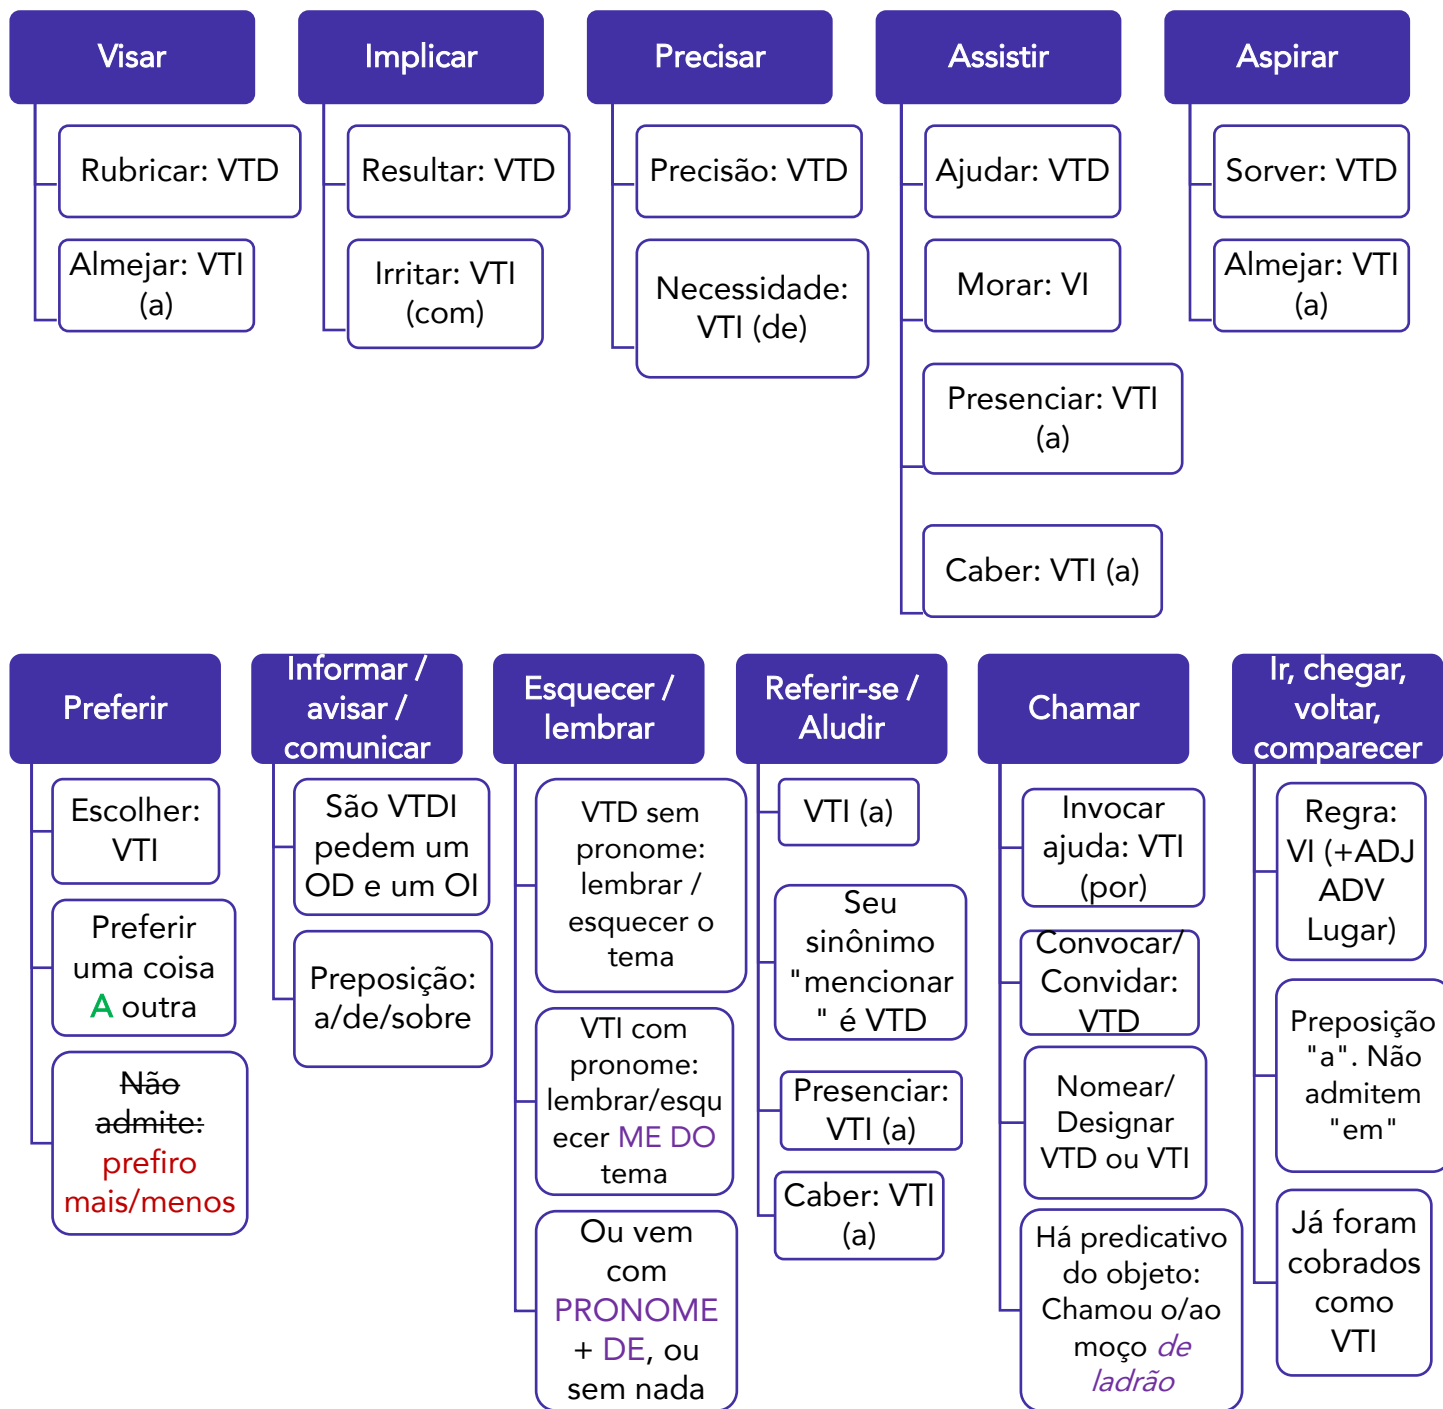 Visar
Rubricar: VTD
Almejar: VTI
(a)
Implicar
Resultar: VTD
Irritar: VTI
(com)
Precisar
Precisão: VTD
Necessidade:
VTI (de)
Assistir
Ajudar: VTD
Morar: VI
Presenciar: VTI
(a)
Caber: VTI (a)
Aspirar
Sorver: VTD
Almejar: VTI
(a)
Preferir
Escolher:
VTI
Preferir
uma coisa
A outra
Não
admite:
prefiro
mais/menos
Informar /
avisar /
comunicar
São VTDI
pedem um
OD e um OI
Preposição:
a/de/sobre
Esquecer /
lembrar
VTD sem
pronome:
lembrar /
esquecer o
tema
VTI com
pronome:
lembrar/esqu
ecer ME DO
tema
Ou vem
com
PRONOME
+ DE, ou
sem nada
Referir-se /
Aludir
VTI (a)
Seu
sinônimo
"mencionar
" é VTD
Presenciar:
VTI (a)
Caber: VTI
(a)
Chamar
Invocar
ajuda: VTI
(por)
Convocar/
Convidar:
VTD
Nomear/
Designar
VTD ou VTI
Há predicativo
do objeto:
Chamou o/ao
moço de
ladrão
Ir, chegar,
voltar,
comparecer
Regra:
VI (+ADJ
ADV
Lugar)
Preposição
"a". Não
admitem
"em"
Já foram
cobrados
como
VTI